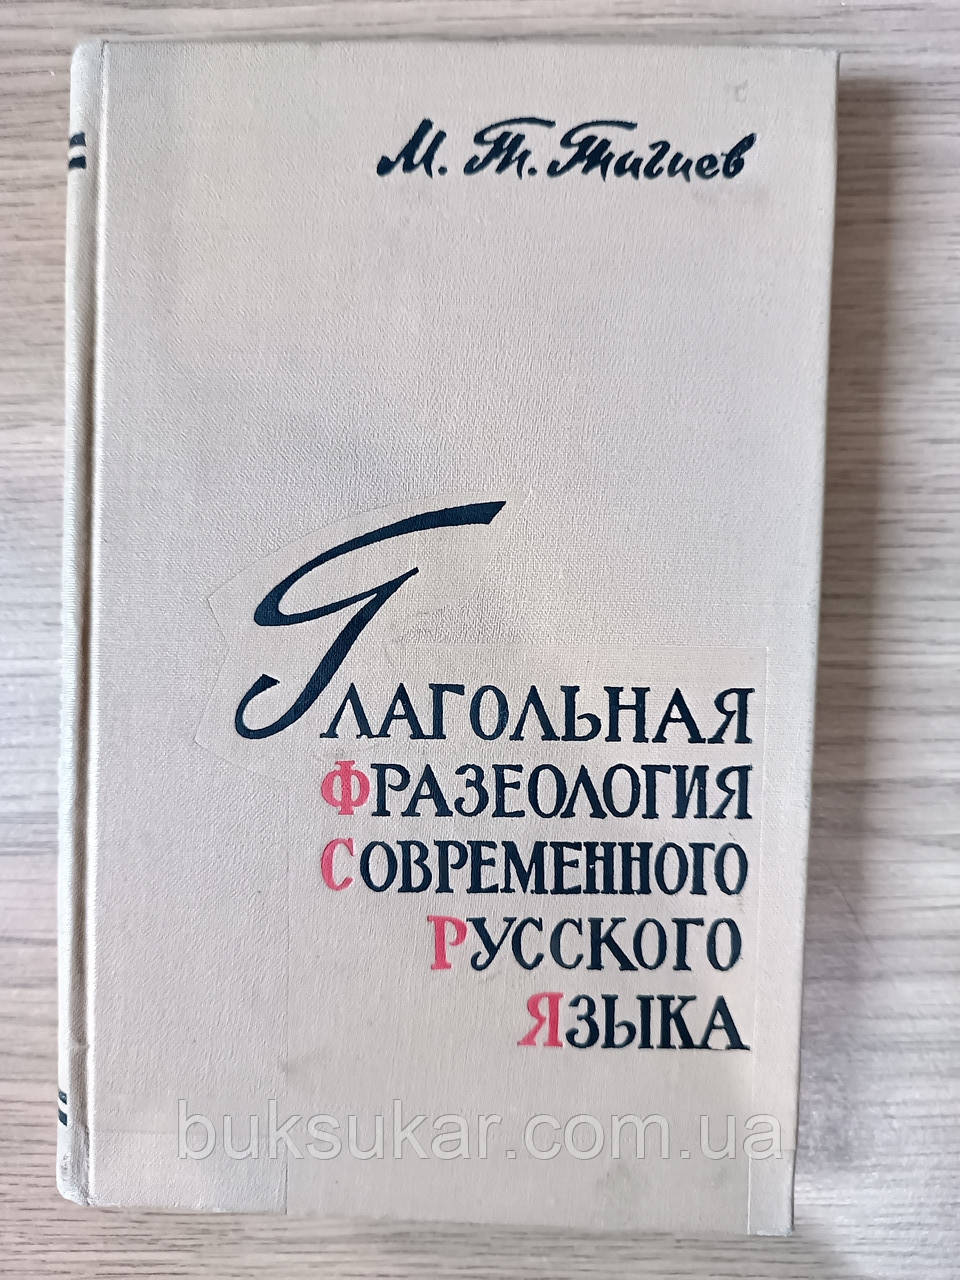 М. Т. Тагиев
Глагольная
Фразеология
Современного
Русского
Языка
buksukar.com.ua